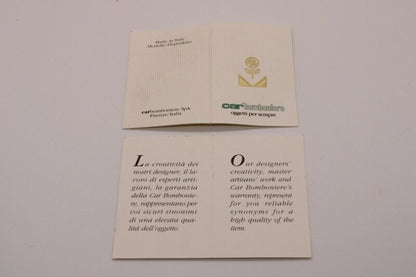 Made in Italy
Modello Depositato
carbomboniere SpA
Firenze Italia
car bomboniere
oggetti per sempre
La creatività dei
nostri designer, il la-
voro di esperti arti-
giani, la garanzia
della Car Bombonie-
re, rappresentano per
voi sicuri sinonimi
di una elevata qua-
lità dell'oggetto
Our designers'
creativity, master
artisans' work and
Car Bomboniere's
warranty, represent
for you reliable
synonyms for a
high quality of the
item.